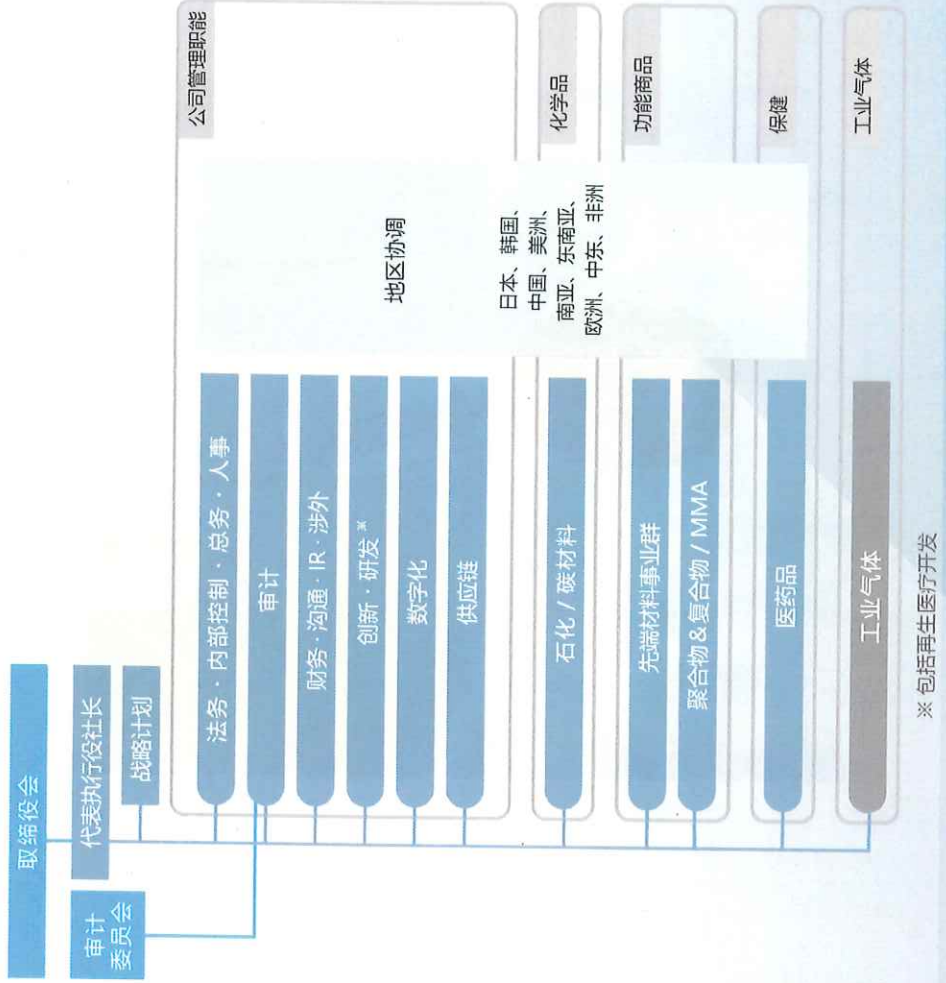 取缔役会
审计
委员会
代表执行役社长
战略计划
公司管理职能
法务・内部控制・总务・人事
审计
财务・沟通・IR・涉外
创新・研发※
数字化
供应链
地区协调
日本、韩国、
中国、美洲、
南亚、东南亚、
欧洲、中东、非洲
化学品
石化 / 碳材料
功能商品
先端材料事业群
聚合物&复合物 / MMA
保健
医药品
工业气体
工业气体
※ 包括再生医疗开发